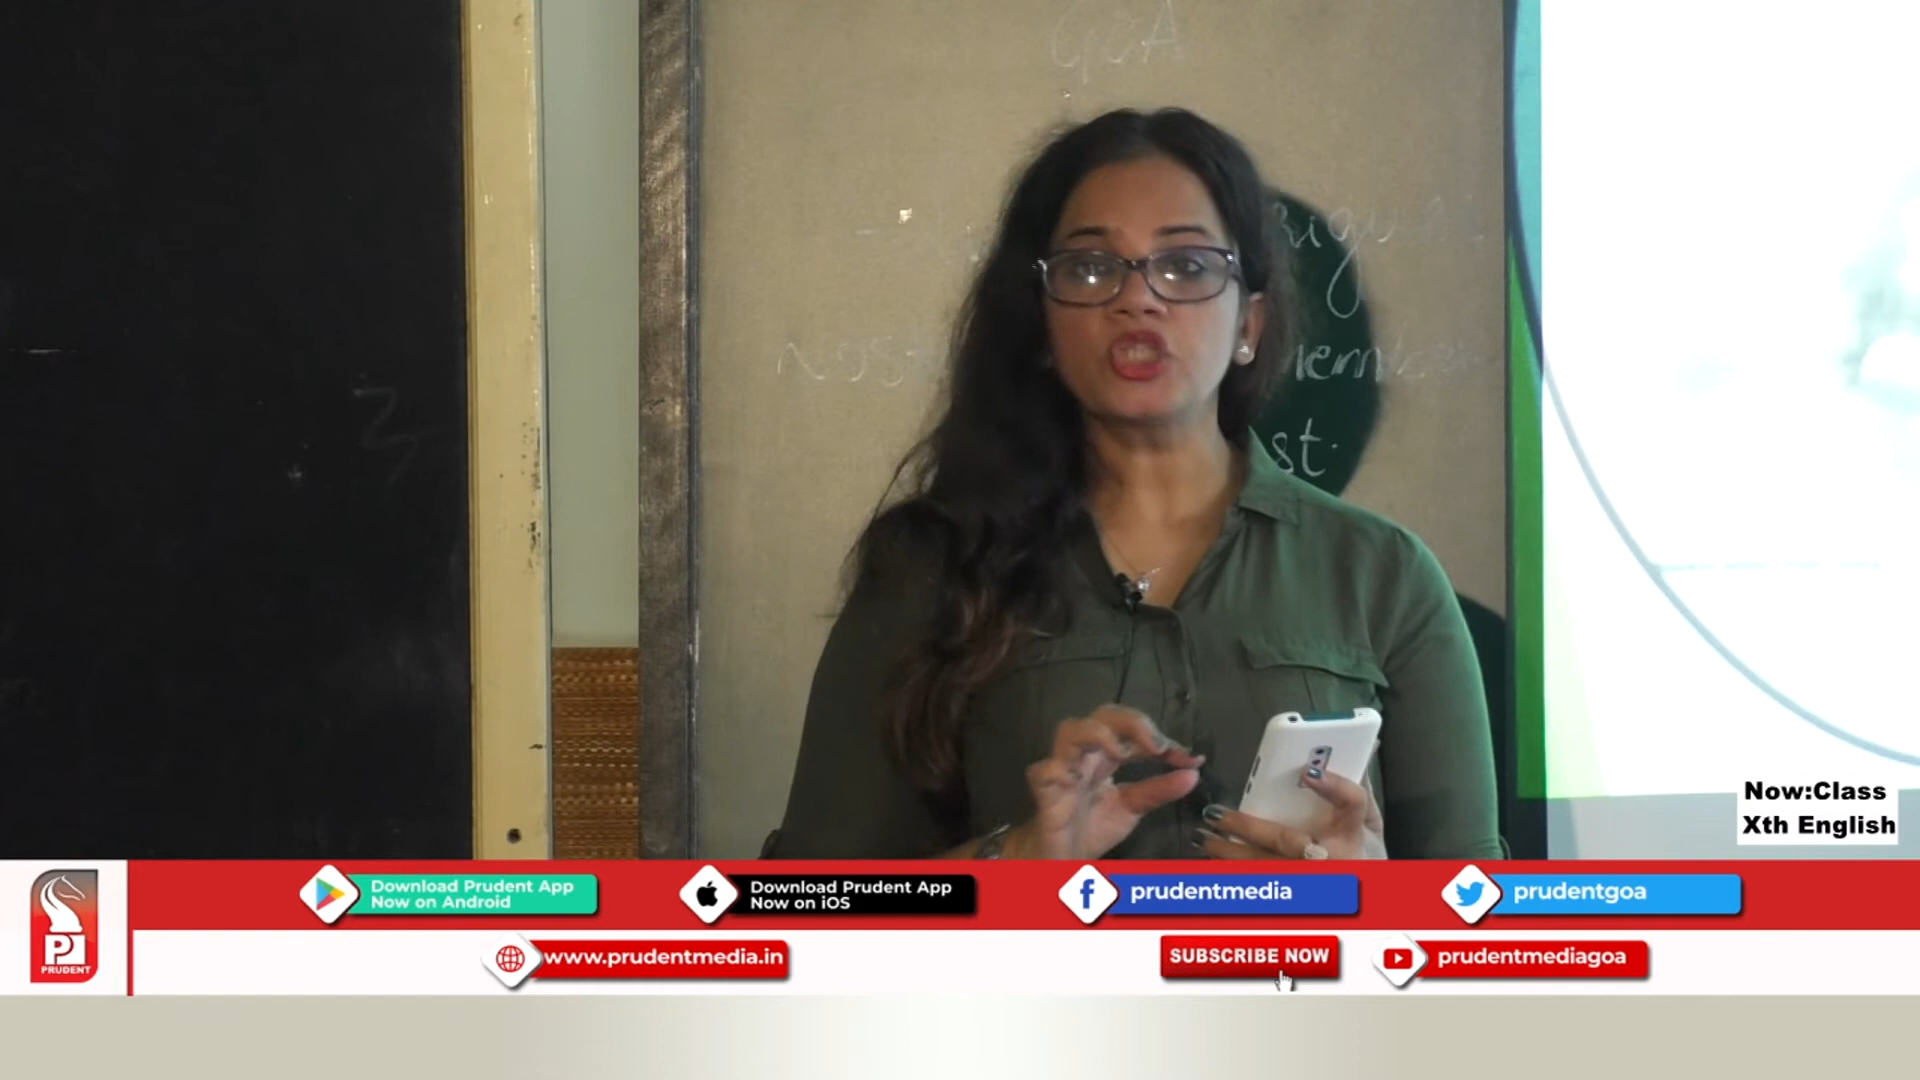 st.
Now:Class
Xth English
Download Prudent App
Now on Android
Download Prudent App
Now on iOS
prudentmedia
prudentgoa
PRUDENT
www.prudentmedia.in
SUBSCRIBE NOW
prudentmediagoa